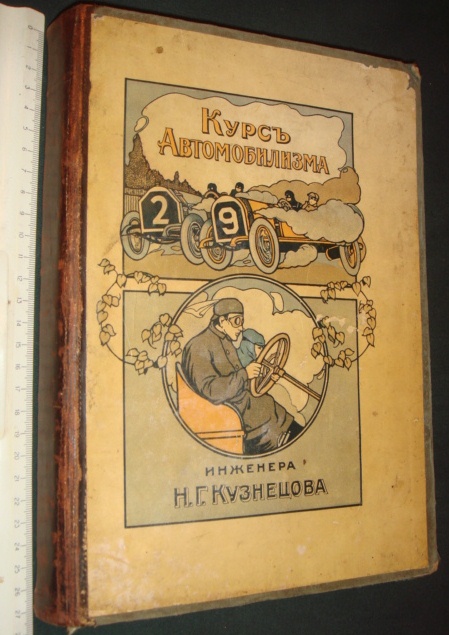 Курсъ
Автомобилизма
2
9
ИНЖЕНЕРА
Н.Г.КУЗНЕЦОВА